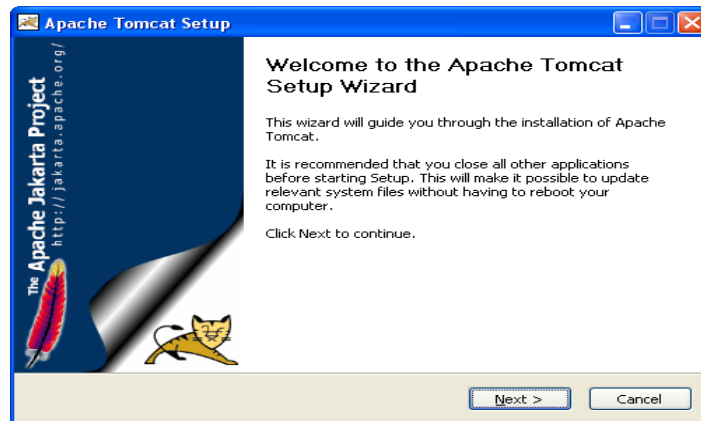 Apache Tomcat Setup
The Apache Jakarta Project
http://jakarta.apache.org/
Welcome to the Apache Tomcat
Setup Wizard
This wizard will guide you through the installation of Apache
Tomcat.
It is recommended that you close all other applications
before starting Setup. This will make it possible to update
relevant system files without having to reboot your
computer.
Click Next to continue.
Next >
Cancel